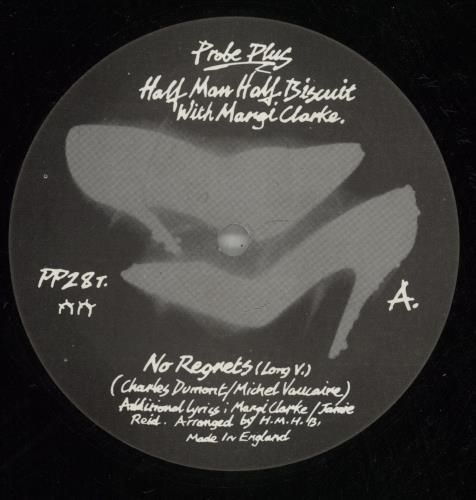 Probe Plus
Half Man Half Biscuit
With Margi Clarke.
PP28T.
A.
No Regrets (Long V.)
(Charles Dumont/Michel Vaucaire)
Additional Lyrics: Margi Clarke / Jamie
Reid. Arranged by H.M.H.B.
Made In England